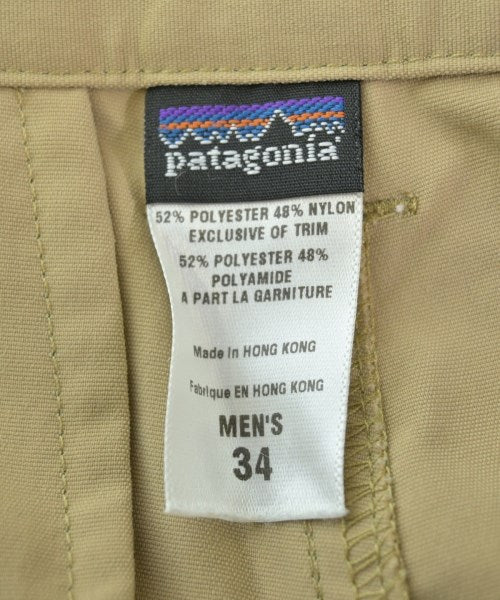 patagonia
52% POLYESTER 48% NYLON
EXCLUSIVE OF TRIM
52% POLYESTER 48%
POLYAMIDE
A PART LA GARNITURE
Made in HONG KONG
Fabrique EN HONG KONG
MEN'S
34